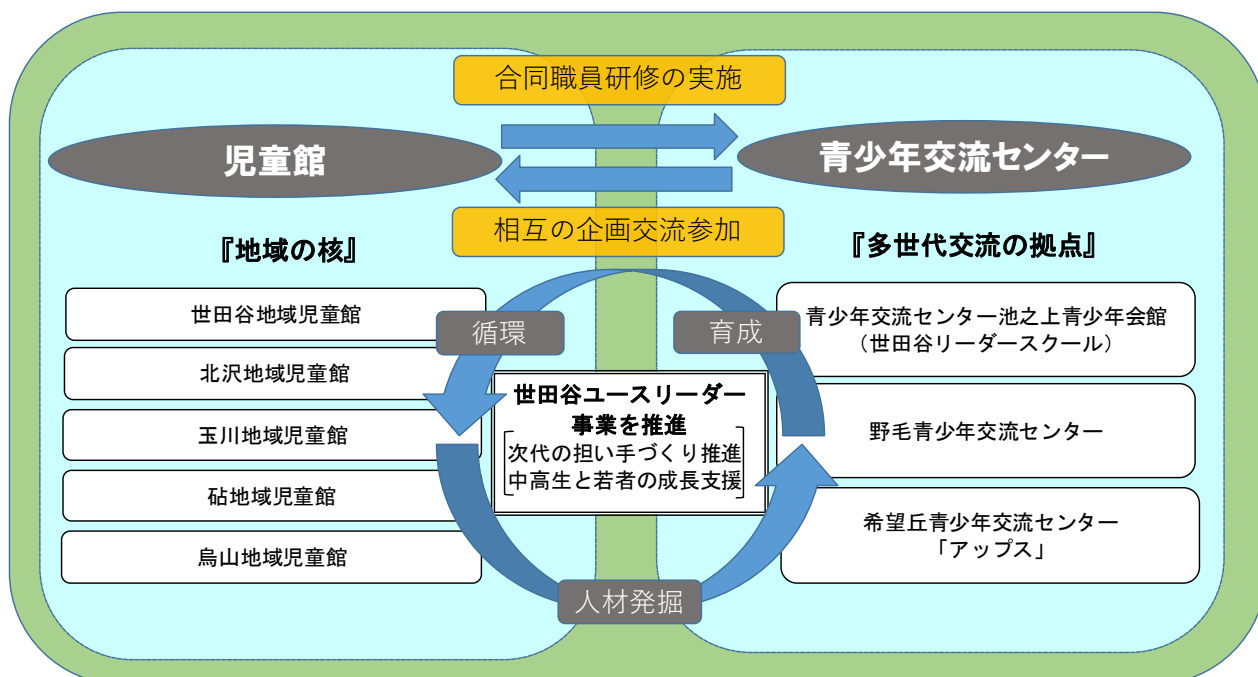 合同職員研修の実施
児童館
青少年交流センター
相互の企画交流参加
『地域の核』
『多世代交流の拠点』
世田谷地域児童館
北沢地域児童館
玉川地域児童館
砧地域児童館
烏山地域児童館
循環
育成
世田谷ユースリーダー
事業を推進
次代の担い手づくり推進
中高生と若者の成長支援
人材発掘
青少年交流センター池之上青少年会館
（世田谷リーダースクール）
野毛青少年交流センター
希望丘青少年交流センター
「アップス」